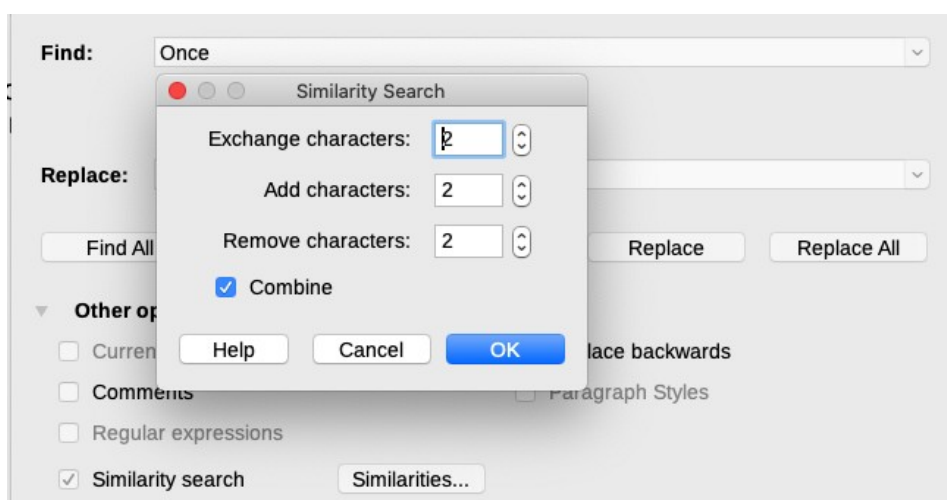 Find: Once
Similarity Search
Exchange characters: 2
Add characters: 2
Replace:
Remove characters: 2
Find All Replace Replace All
Combine
Other op
Help Cancel OK
Curren lace backwards
Comments Paragraph Styles
Regular expressions
Similarity search Similarities...